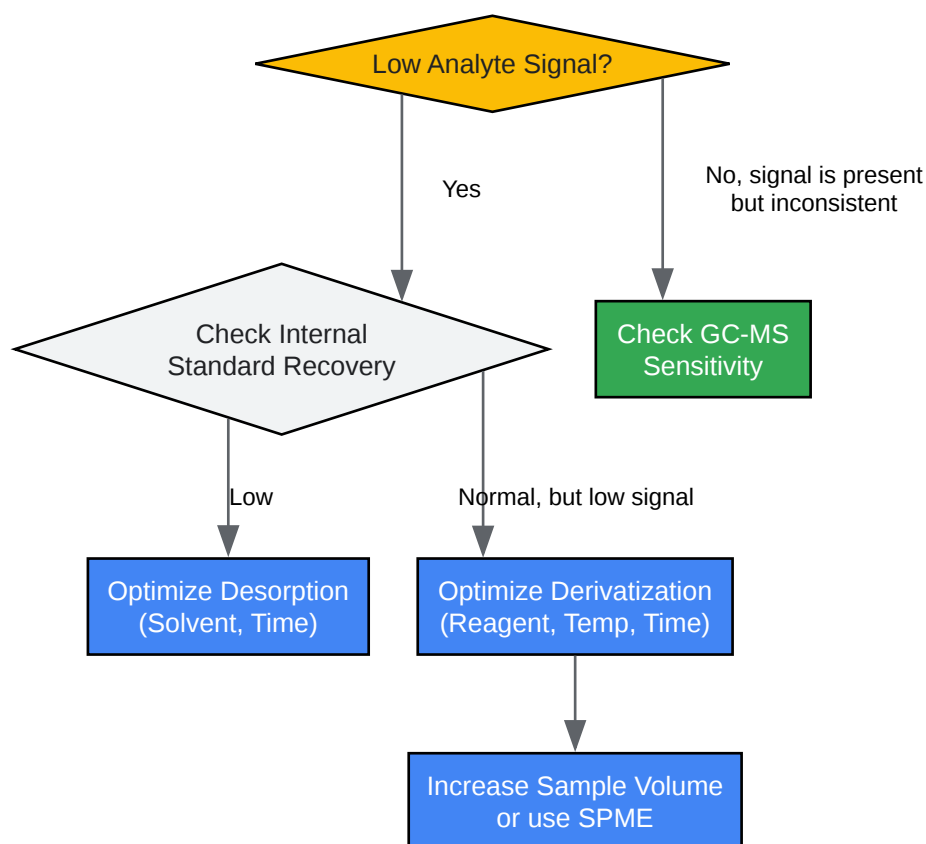 Low Analyte Signal?
Yes
No, signal is present
but inconsistent
Check Internal
Standard Recovery
Check GC-MS
Sensitivity
Low
Normal, but low signal
Optimize Desorption
(Solvent, Time)
Optimize Derivatization
(Reagent, Temp, Time)
Increase Sample Volume
or use SPME